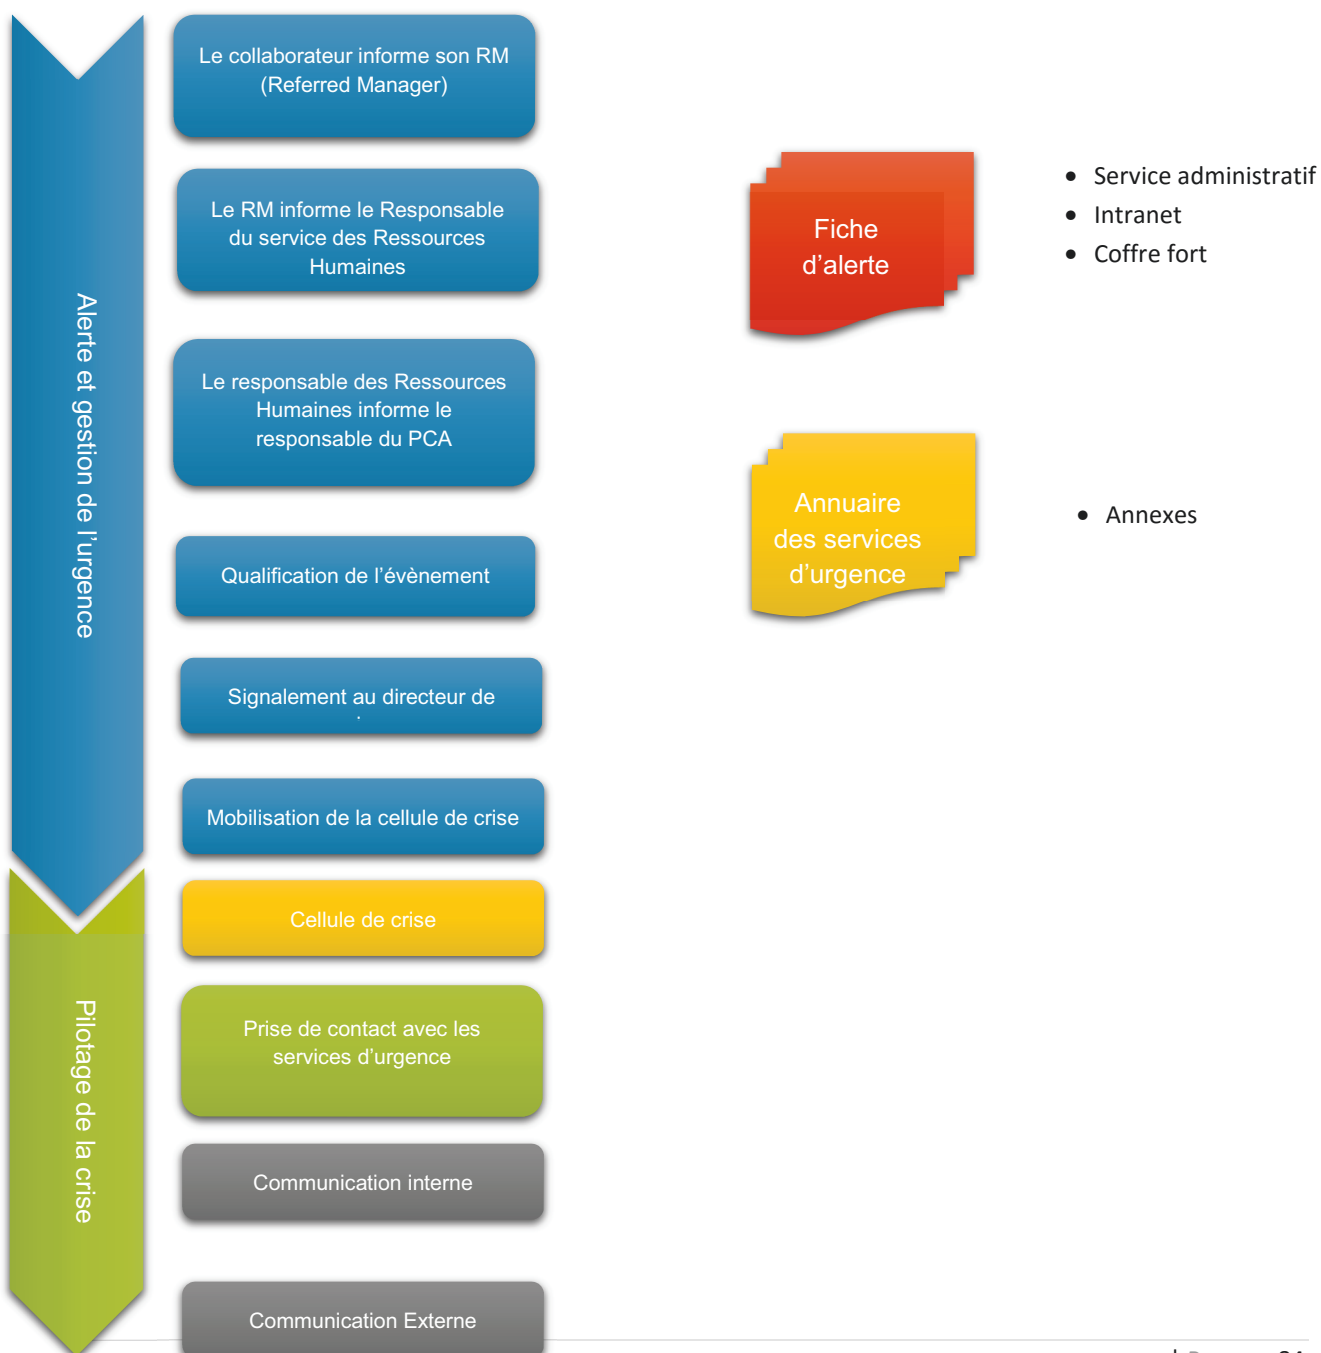 Alerte et gestion de l'urgence
Le collaborateur informe son RM
(Referred Manager)
Le RM informe le Responsable
du service des Ressources
Humaines
Le responsable des Ressources
Humaines informe le
responsable du PCA
Qualification de l'évènement
Signalement au directeur de
Mobilisation de la cellule de crise
Fiche
d'alerte
• Service administratif
• Intranet
• Coffre fort
Annuaire
des services
d'urgence
• Annexes
Pilotage de la crise
Cellule de crise
Prise de contact avec les
services d'urgence
Communication interne
Communication Externe